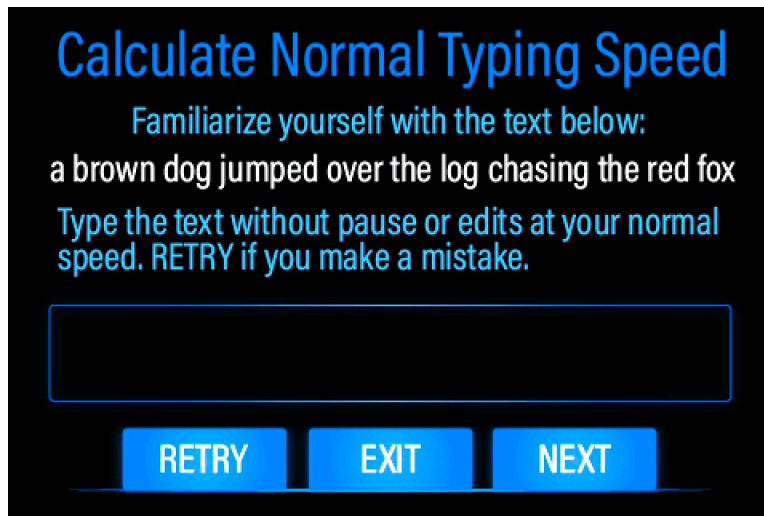 Calculate Normal Typing Speed
Familiarize yourself with the text below:
a brown dog jumped over the log chasing the red fox
Type the text without pause or edits at your normal
speed. RETRY if you make a mistake.
RETRY EXIT NEXT